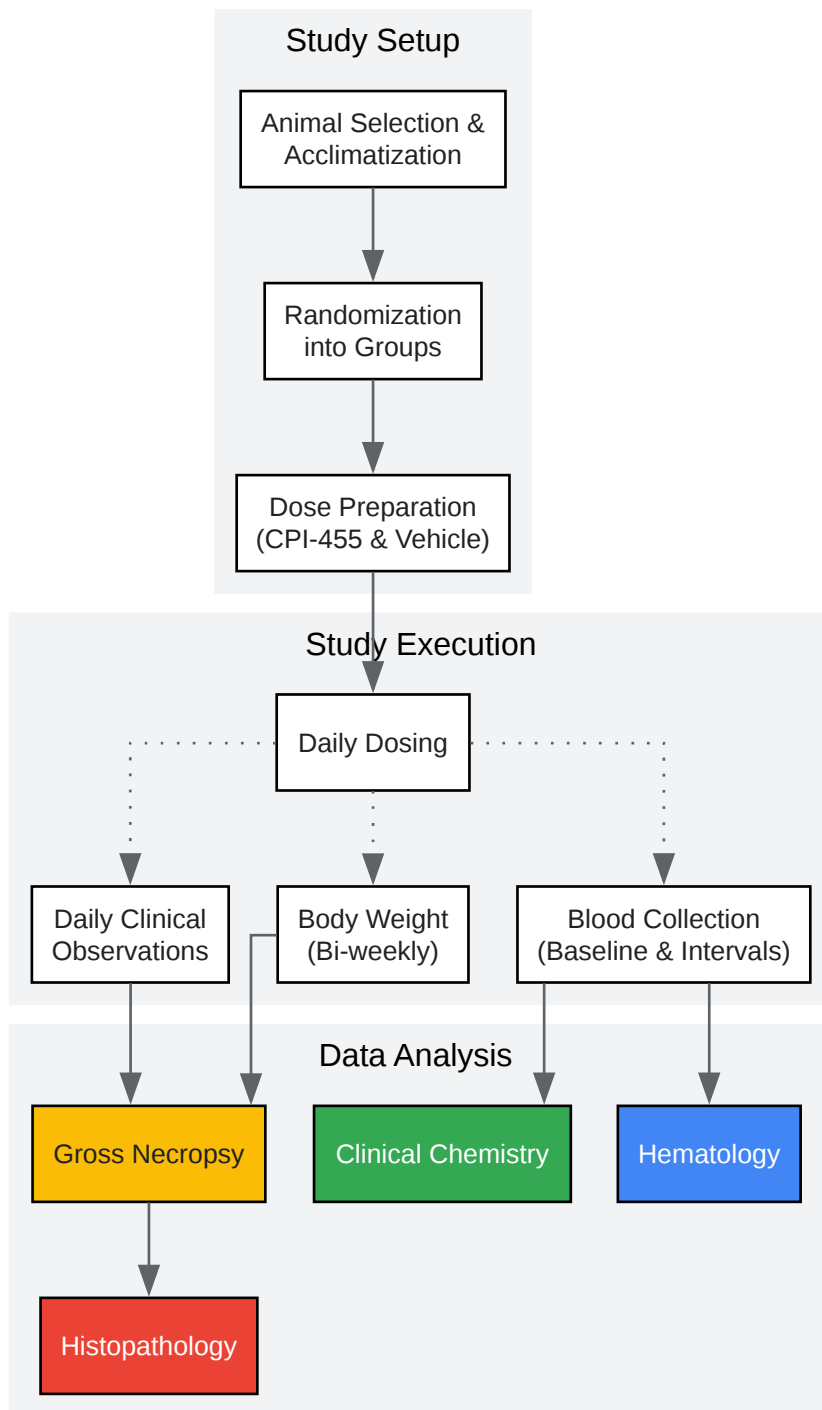 Study Setup
Animal Selection &
Acclimatization
Randomization
into Groups
Dose Preparation
(CPI-455 & Vehicle)
Study Execution
Daily Dosing
Daily Clinical
Observations
Body Weight
(Bi-weekly)
Blood Collection
(Baseline & Intervals)
Data Analysis
Gross Necropsy
Clinical Chemistry
Hematology
Histopathology